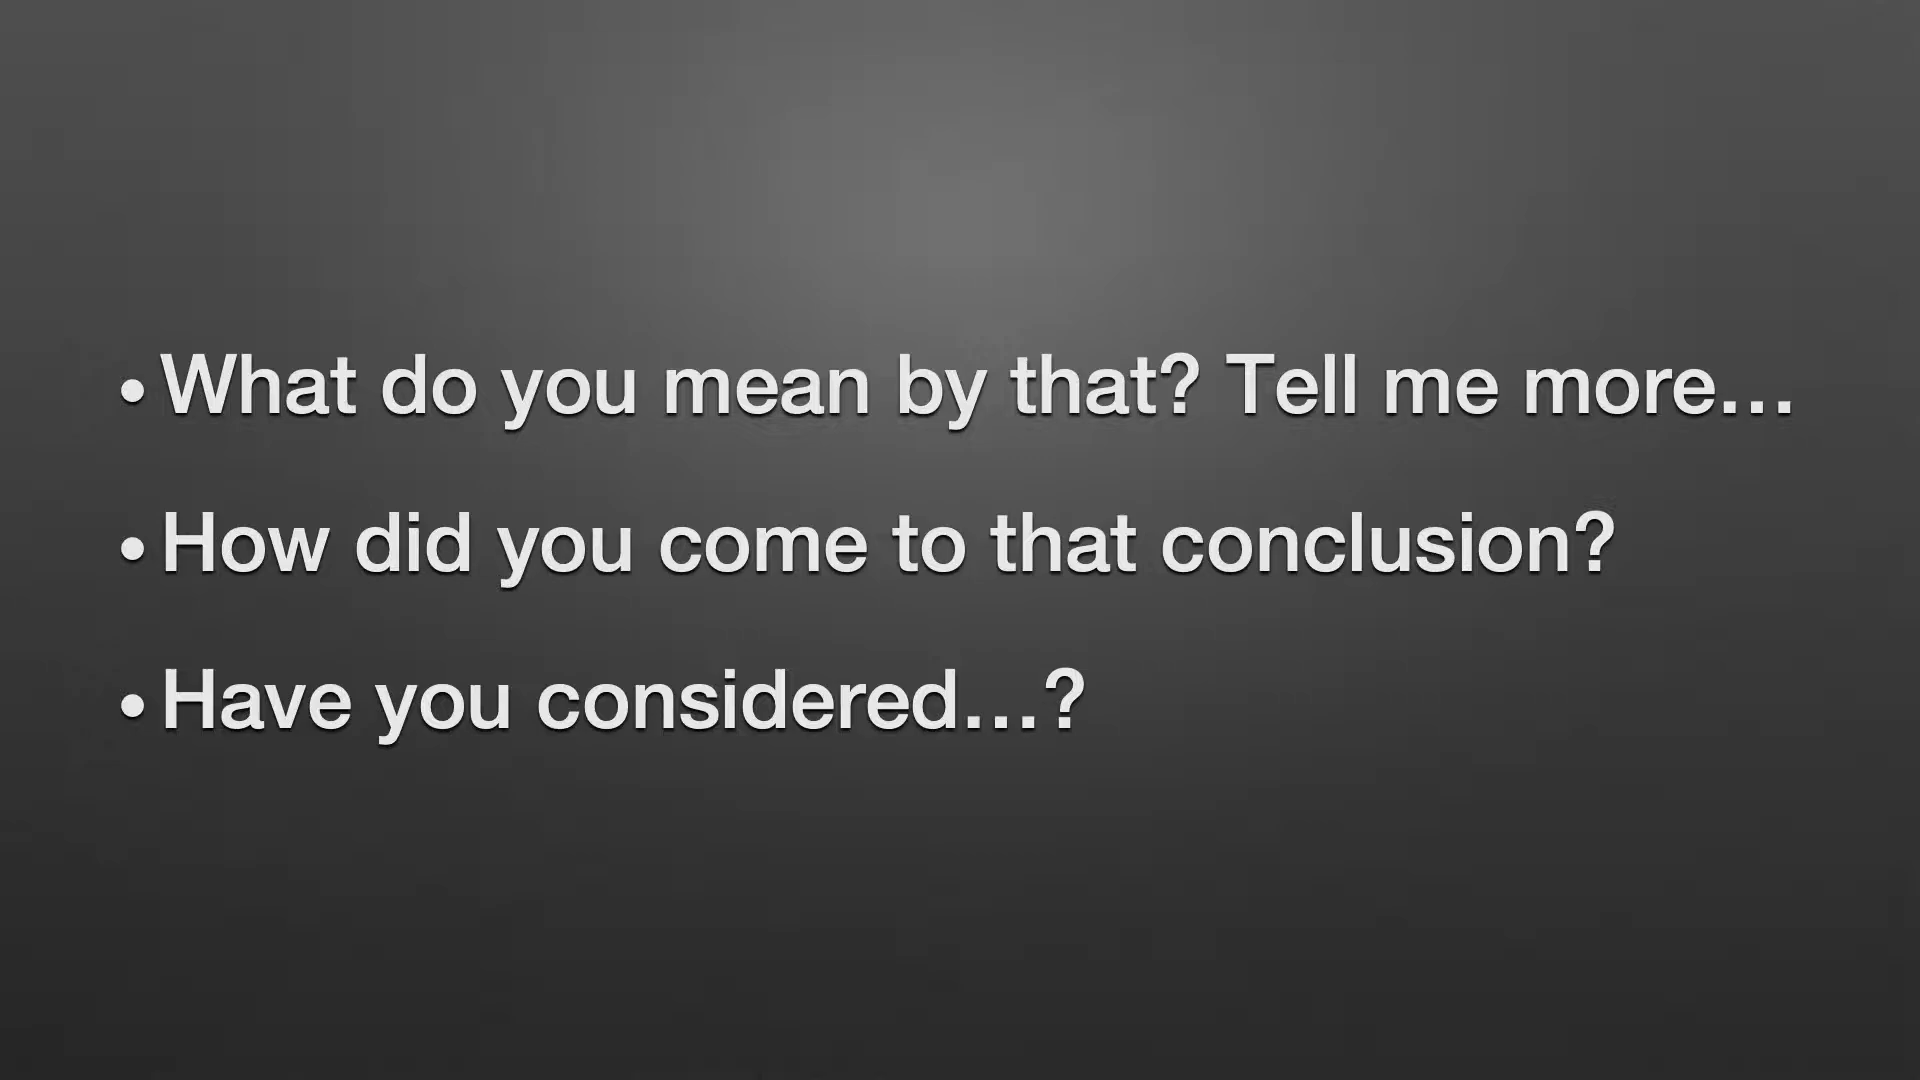 • What do you mean by that? Tell me more…
• How did you come to that conclusion?
• Have you considered…?